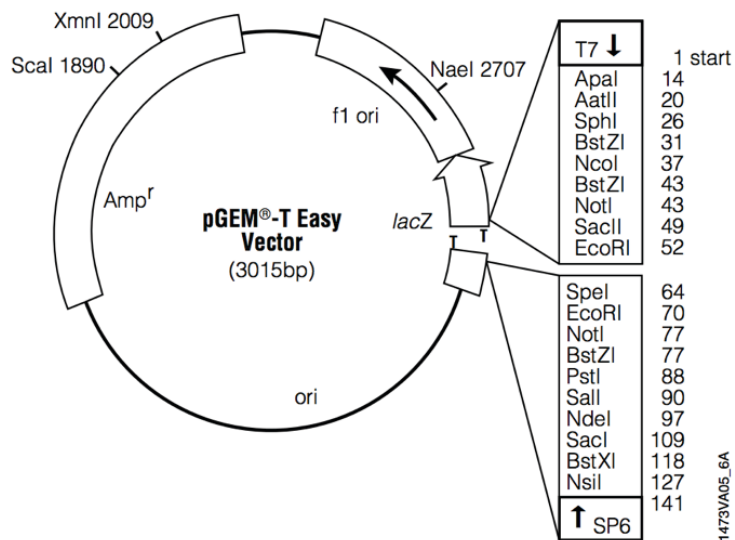 XmnI 2009
ScaI 1890
NaeI 2707
f1 ori
Ampʳ
pGEM®-T Easy
Vector
(3015bp)
lacZ
T T
ori
T7 ↓ 1 start
ApaI 14
AatII 20
SphI 26
BstZI 31
NcoI 37
BstZI 43
NotI 43
SacII 49
EcoRI 52
SpeI 64
EcoRI 70
NotI 77
BstZI 77
PstI 88
SalI 90
NdeI 97
SacI 109
BstXI 118
NsiI 127
141
↑ SP6
1473VA05_6A